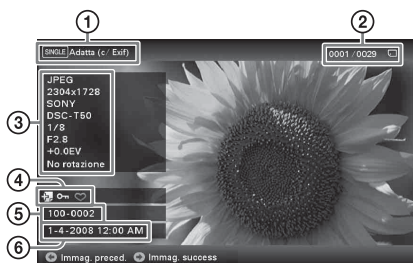 1
2
SINGLE Adatta (c/ Exif)
0001/0029
JPEG
2304x1728
SONY
3
DSC-T50
1/8
F2.8
+0.0EV
No rotazione
4
5
100-0002
6
1-4-2008 12:00 AM
Immag. preced. Immag. success